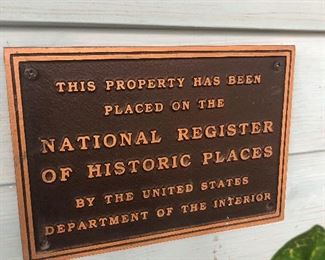 THIS PROPERTY HAS BEEN
PLACED ON THE
NATIONAL REGISTER
OF HISTORIC PLACES
BY THE UNITED STATES
DEPARTMENT OF THE INTERIOR